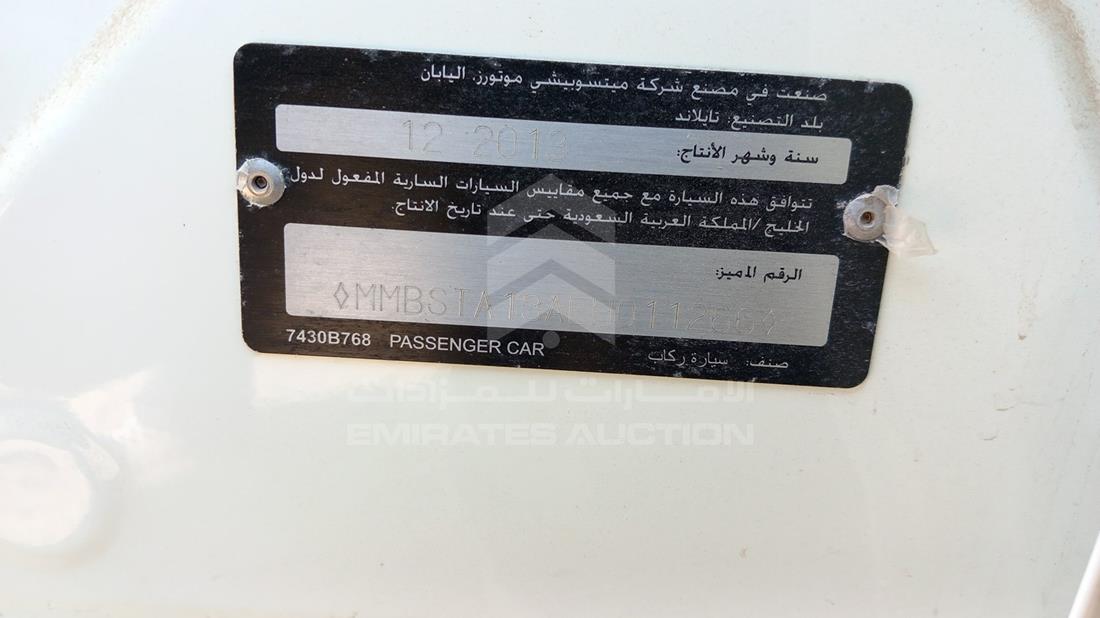 صنعت في مصنع شركة ميتسوبيشي موتورز. اليابان
بلد التصنيع: تايلاند
سنة وشهر الأنتاج: 12 2013
تتوافق هذه السيارة مع جميع مقاييس السيارات السارية المفعول لدول
الخليج /المملكة العربية السعودية حتى عند تاريخ الانتاج.
الرقم المميز:
7430B768 PASSENGER CAR صنف: سيارة ركاب
الامارات للمزادات
EMIRATES AUCTION